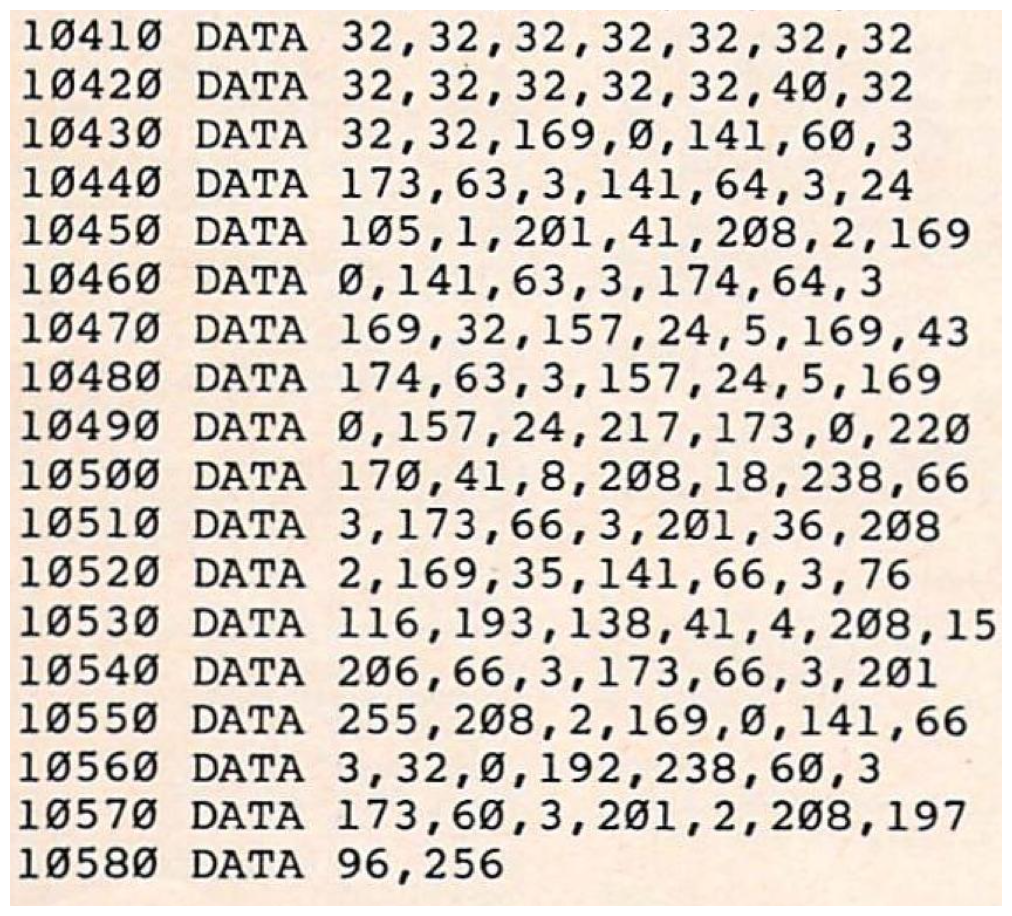 10410 DATA 32,32,32,32,32,32,32
10420 DATA 32,32,32,32,32,40,32
10430 DATA 32,32,169,0,141,60,3
10440 DATA 173,63,3,141,64,3,24
10450 DATA 105,1,201,41,208,2,169
10460 DATA 0,141,63,3,174,64,3
10470 DATA 169,32,157,24,5,169,43
10480 DATA 174,63,3,157,24,5,169
10490 DATA 0,157,24,217,173,0,220
10500 DATA 170,41,8,208,18,238,66
10510 DATA 3,173,66,3,201,36,208
10520 DATA 2,169,35,141,66,3,76
10530 DATA 116,193,138,41,4,208,15
10540 DATA 206,66,3,173,66,3,201
10550 DATA 255,208,2,169,0,141,66
10560 DATA 3,32,0,192,238,60,3
10570 DATA 173,60,3,201,2,208,197
10580 DATA 96,256